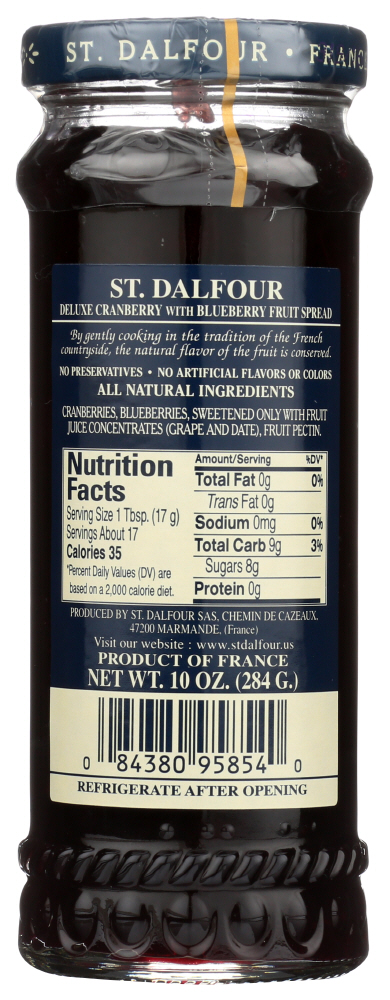 ST. DALFOUR • FRANC
ST. DALFOUR
DELUXE CRANBERRY WITH BLUEBERRY FRUIT SPREAD
By gently cooking in the tradition of the French
countryside, the natural flavor of the fruit is conserved.
NO PRESERVATIVES • NO ARTIFICIAL FLAVORS OR COLORS
ALL NATURAL INGREDIENTS
CRANBERRIES, BLUEBERRIES, SWEETENED ONLY WITH FRUIT
JUICE CONCENTRATES (GRAPE AND DATE), FRUIT PECTIN.
Nutrition
Facts
Serving Size 1 Tbsp. (17 g)
Servings About 17
Calories 35
*Percent Daily Values (DV) are
based on a 2,000 calorie diet.
Amount/Serving %DV*
Total Fat 0g 0%
Trans Fat 0g
Sodium 0mg 0%
Total Carb 9g 3%
Sugars 8g
Protein 0g
PRODUCED BY ST. DALFOUR SAS, CHEMIN DE CAZEAUX,
47200 MARMANDE. (France)
Visit our website : www.stdalfour.us
PRODUCT OF FRANCE
NET WT. 10 OZ. (284 G.)
0 84380 95854 0
REFRIGERATE AFTER OPENING